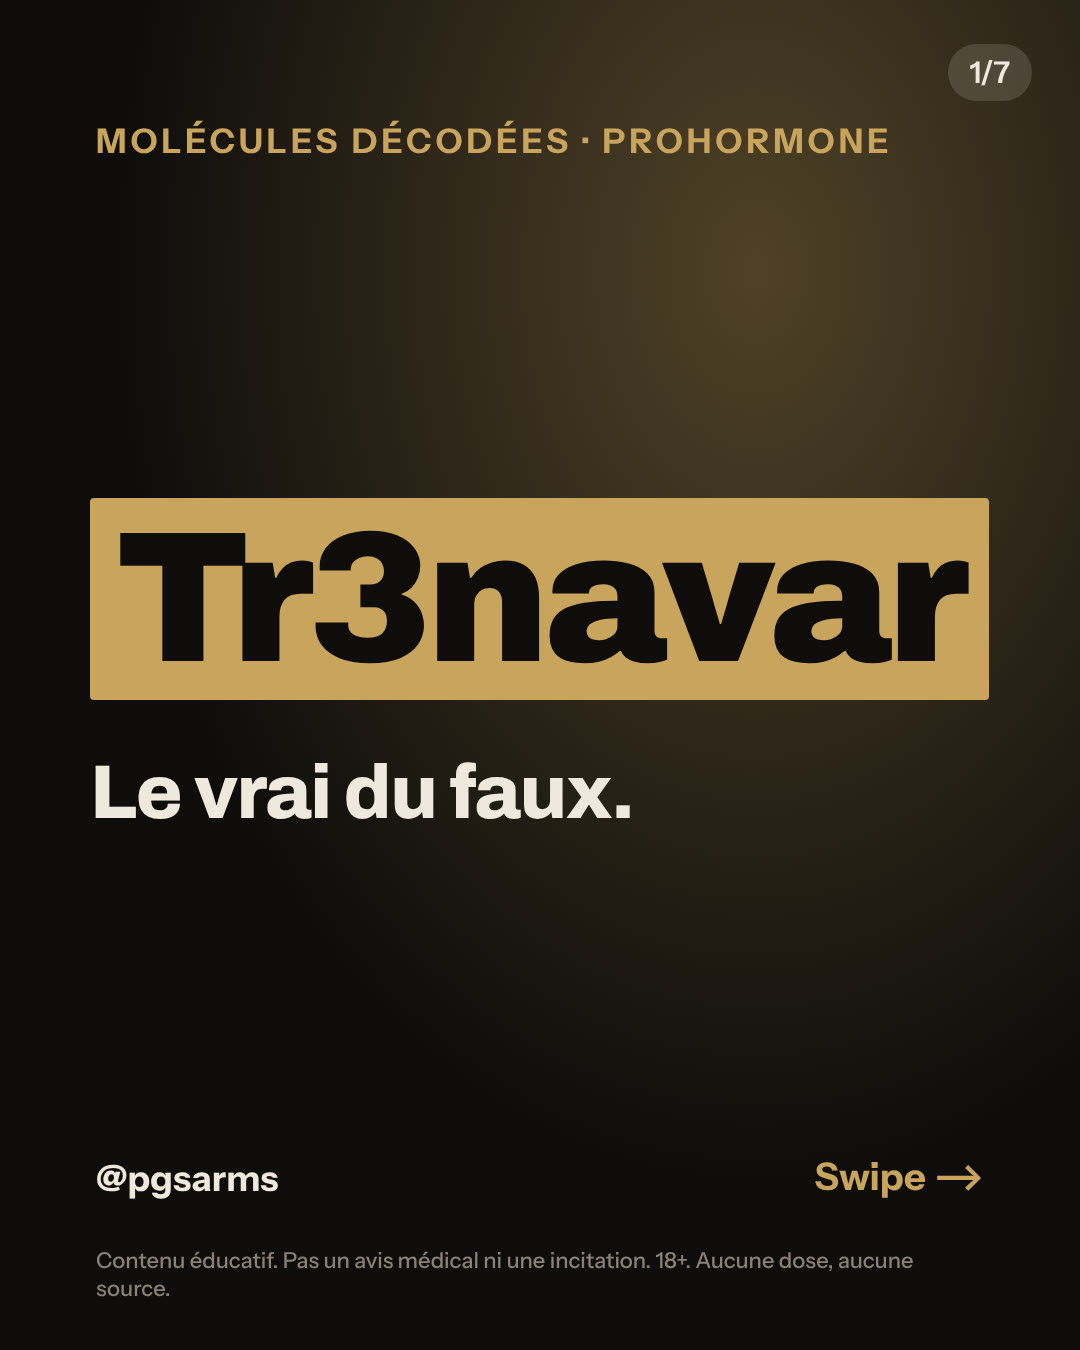 1/7
MOLÉCULES DÉCODÉES · PROHORMONE
Tr3navar
Le vrai du faux.
@pgsarms
Swipe →
Contenu éducatif. Pas un avis médical ni une incitation. 18+. Aucune dose, aucune
source.